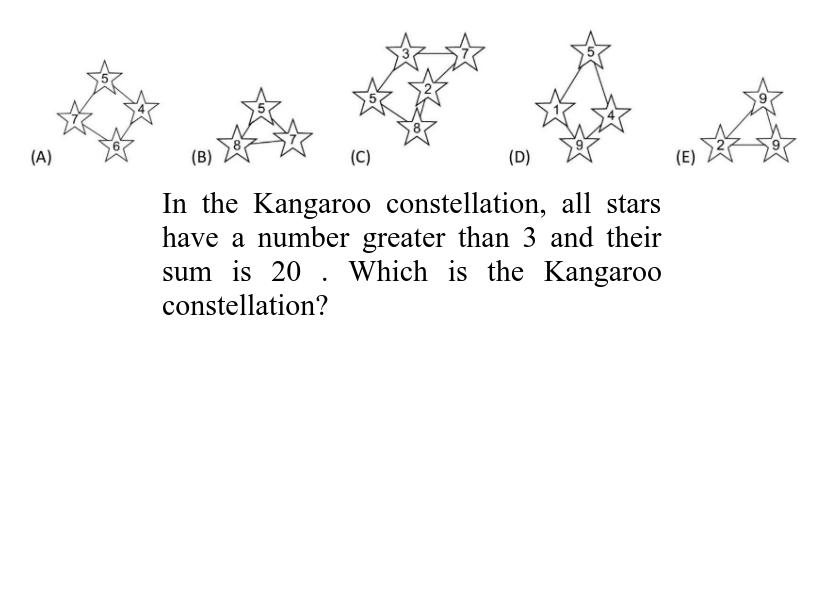 5 7 4 6
5 8 7
3 7 5 2 8
5 1 4 9
9 2 9
(A) (B) (C) (D) (E)
In the Kangaroo constellation, all stars
have a number greater than 3 and their
sum is 20 . Which is the Kangaroo
constellation?